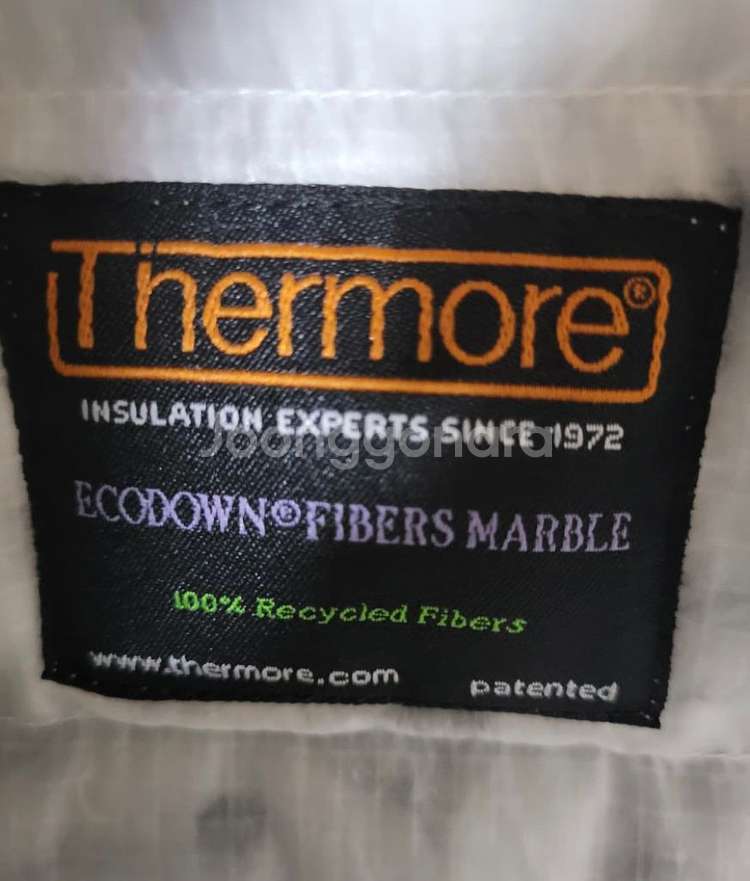 Thermore®
INSULATION EXPERTS SINCE 1972
Joonggonara
ECODOWN® FIBERS MARBLE
100% Recycled Fibers
www.thermore.com
patented